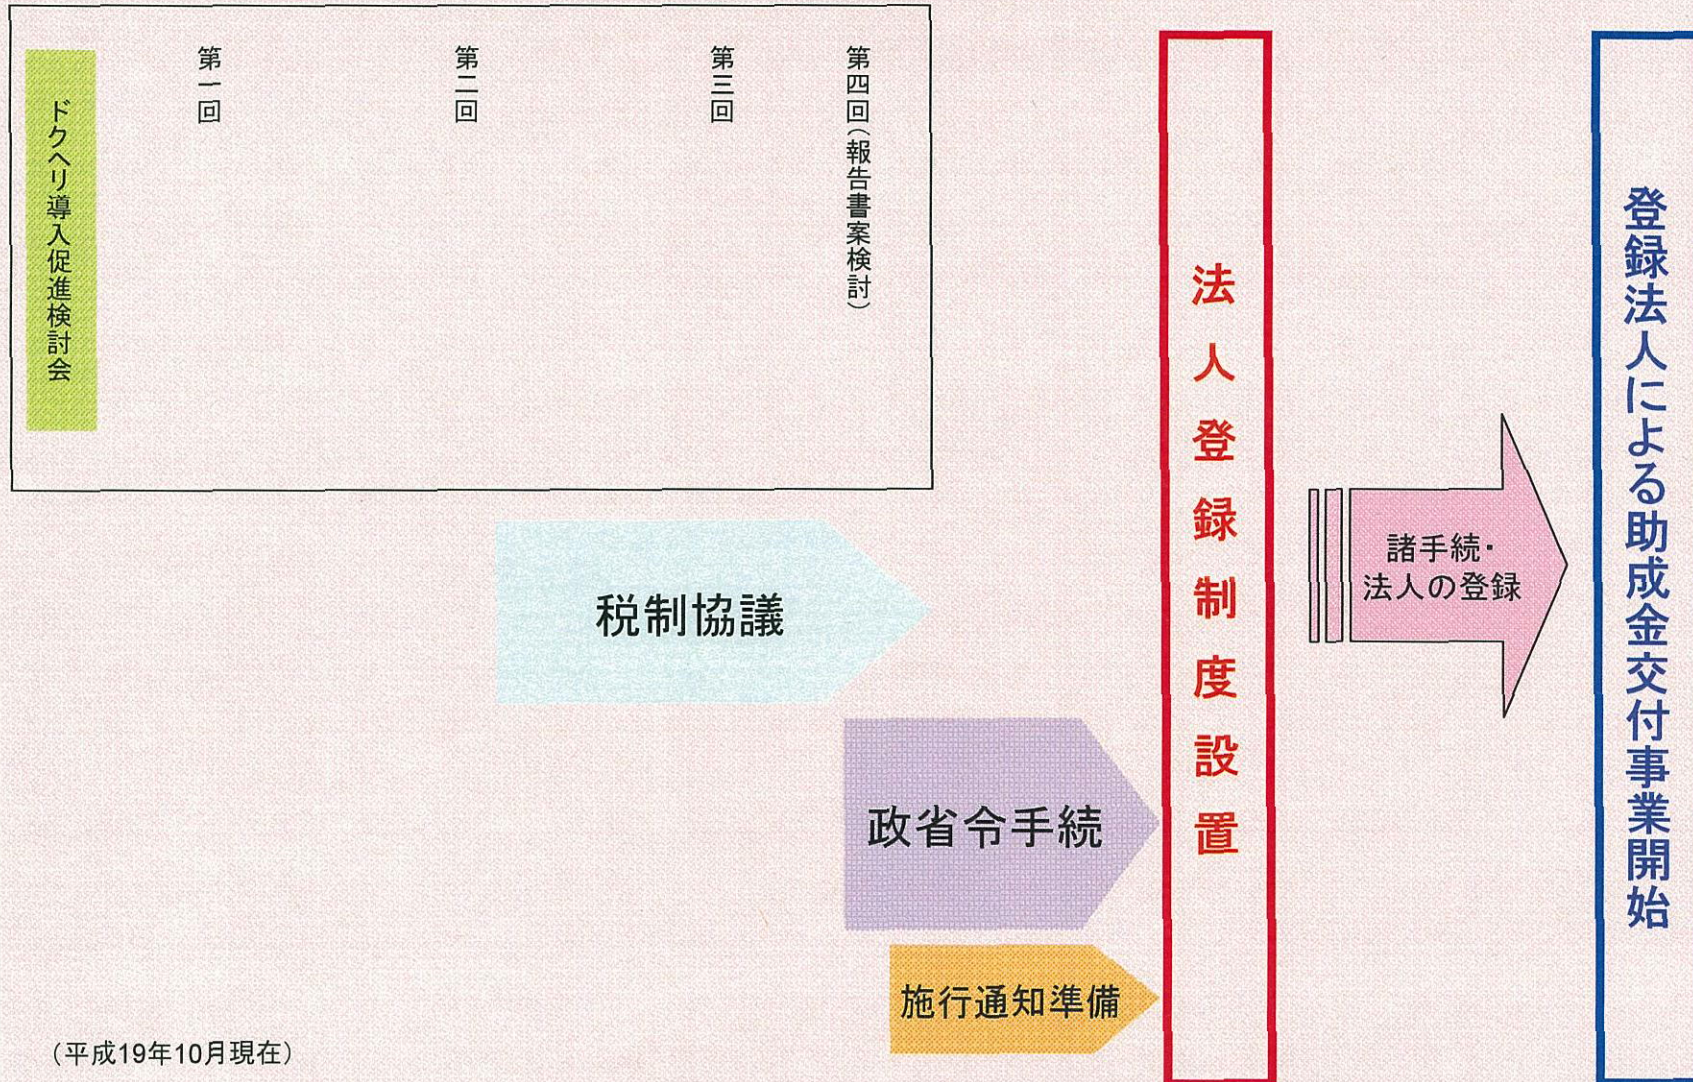 ドクヘリ導入促進検討会
第一回
第二回
第三回
第四回(報告書案検討)
税制協議
政省令手続
施行通知準備
法人登録制度設置
諸手続・
法人の登録
登録法人による助成金交付事業開始
(平成19年10月現在)